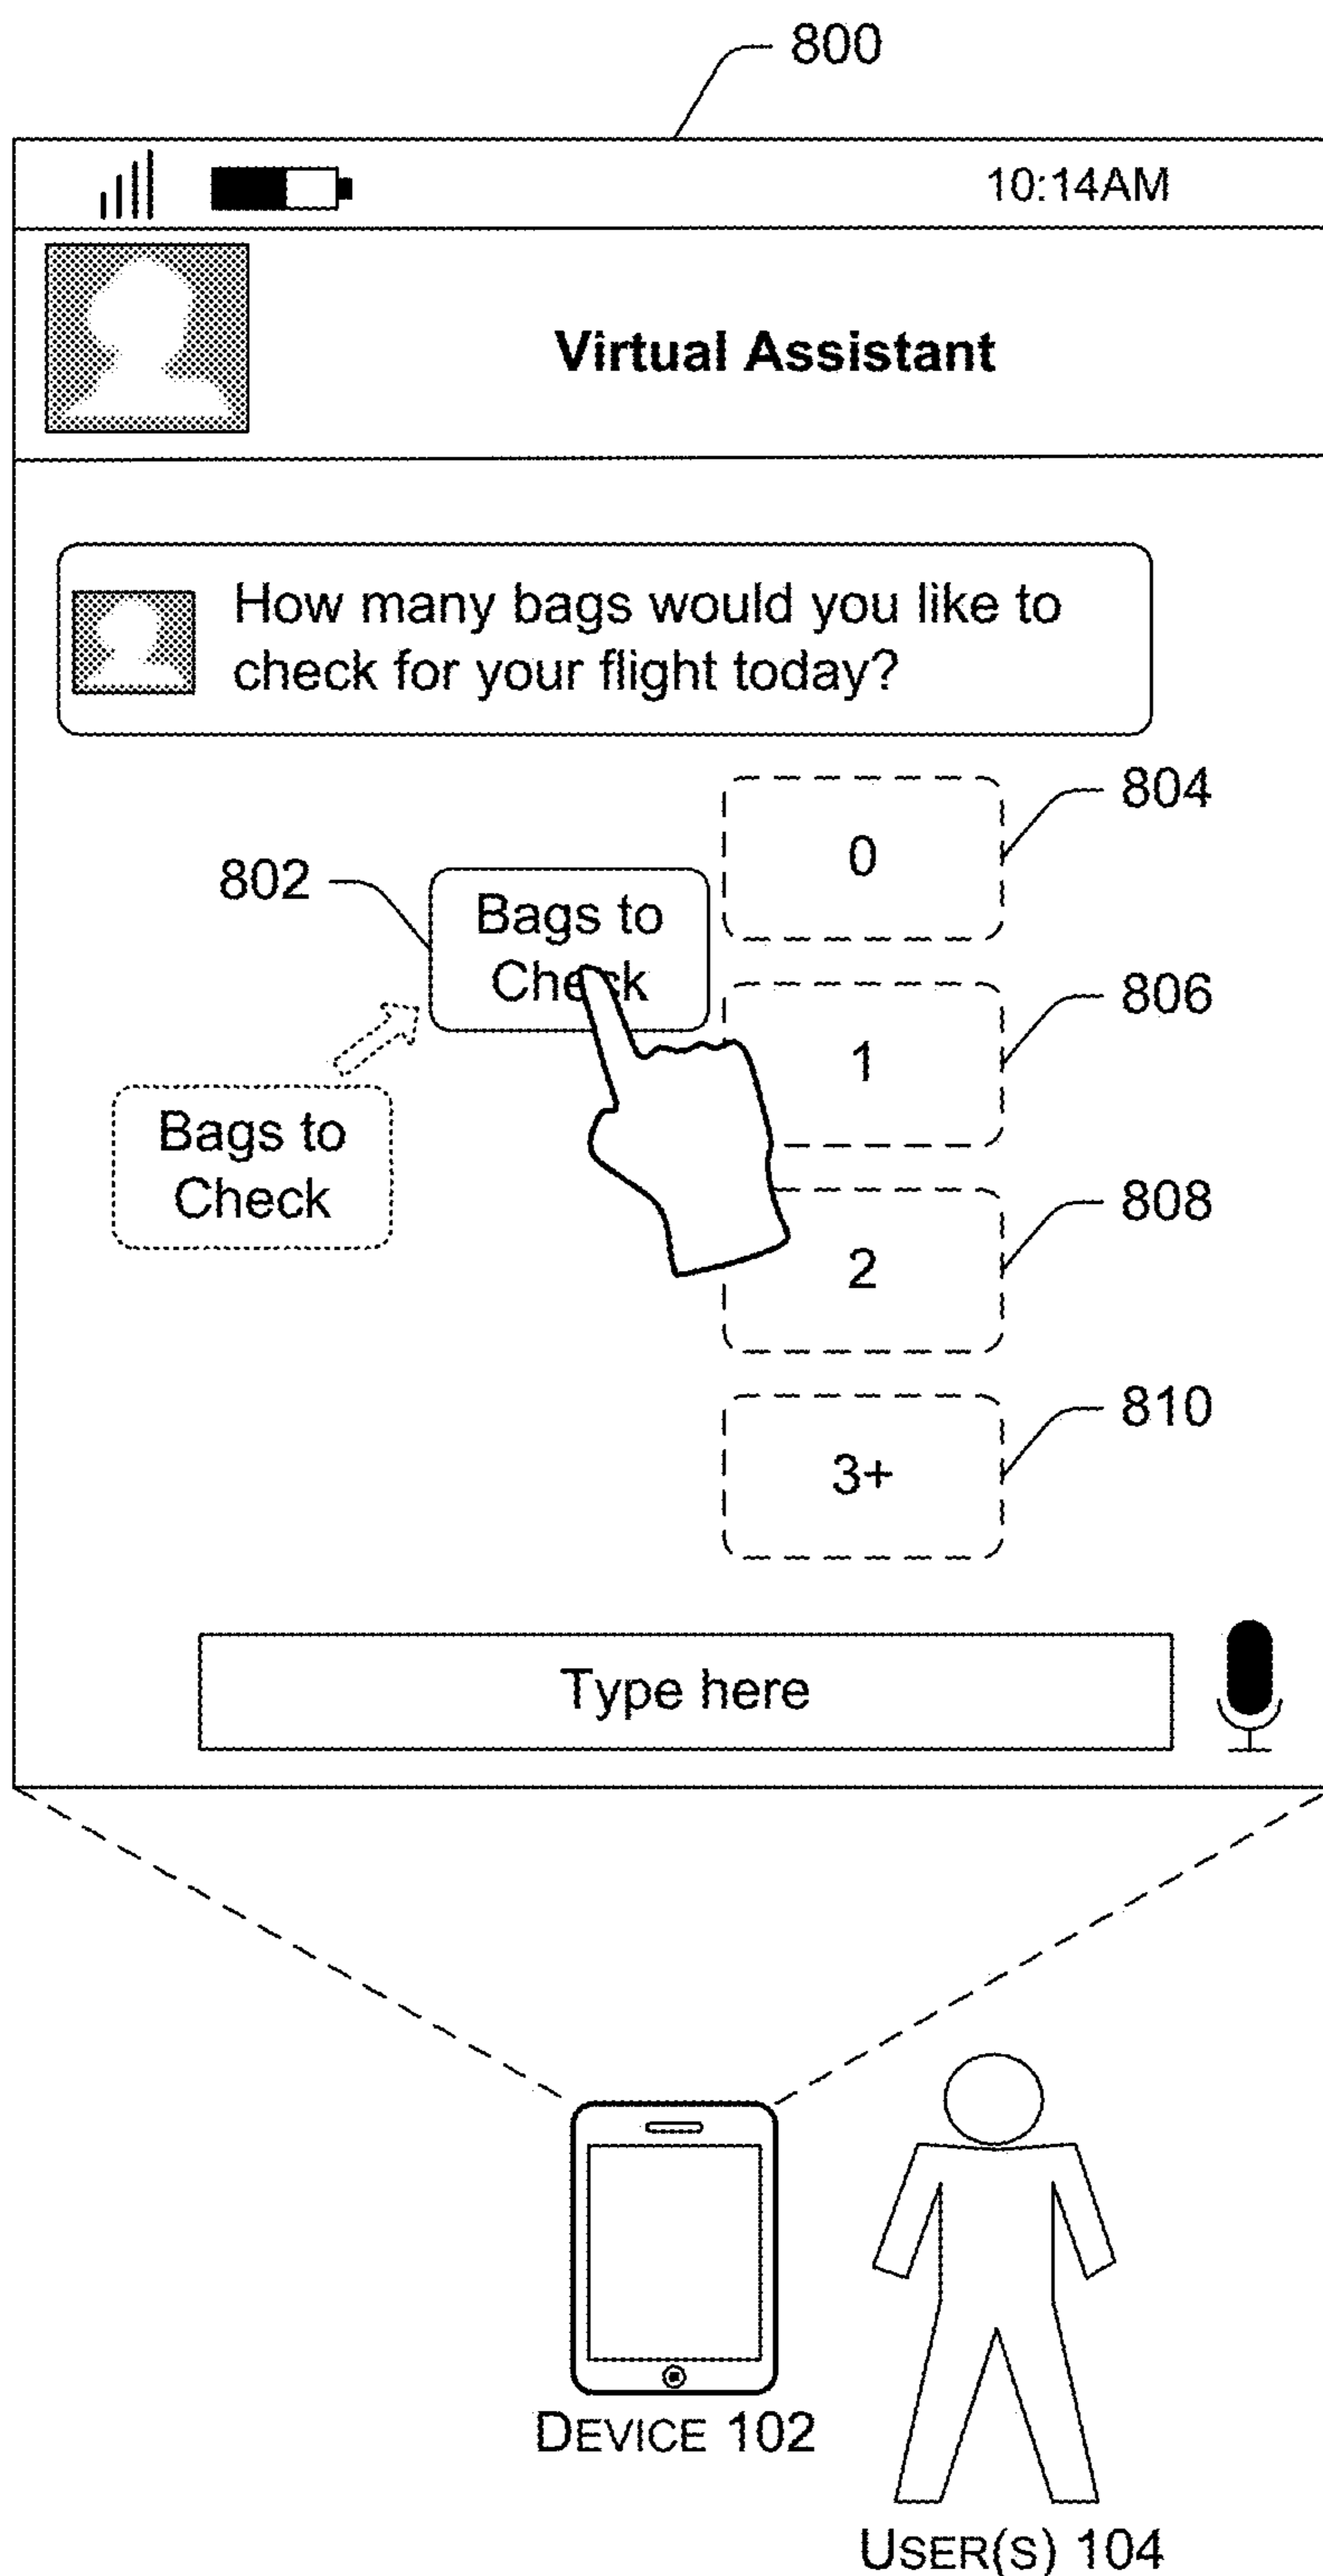 800
10:14AM
Virtual Assistant
How many bags would you like to
check for your flight today?
804
0
802
Bags to
Check
806
1
Bags to
Check
808
2
810
3+
Type here
DEVICE 102
USER(S) 104